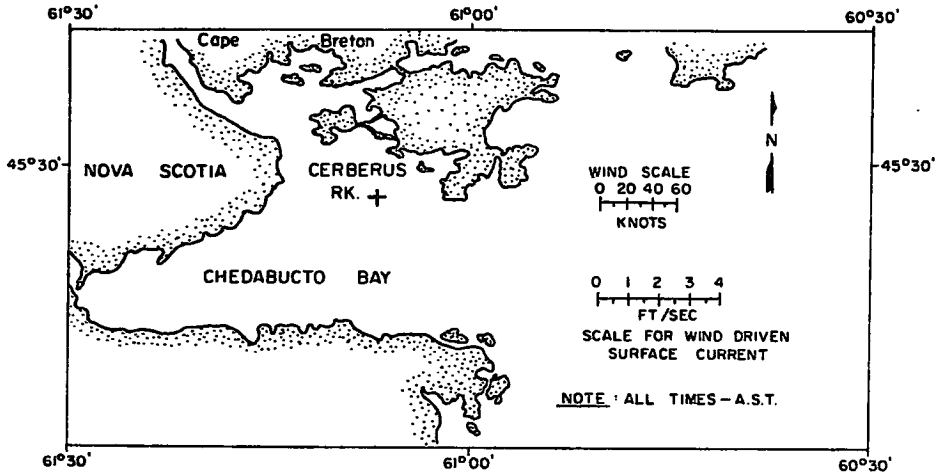 61°30' 61°00' 60°30'
Cape Breton
N
45°30' 45°30'
NOVA SCOTIA
CERBERUS
RK.
WIND SCALE
0 20 40 60
KNOTS
CHEDABUCTO BAY
0 1 2 3 4
FT/SEC
SCALE FOR WIND DRIVEN
SURFACE CURRENT
NOTE: ALL TIMES-A.S.T.
61°30' 61°00' 60°30'